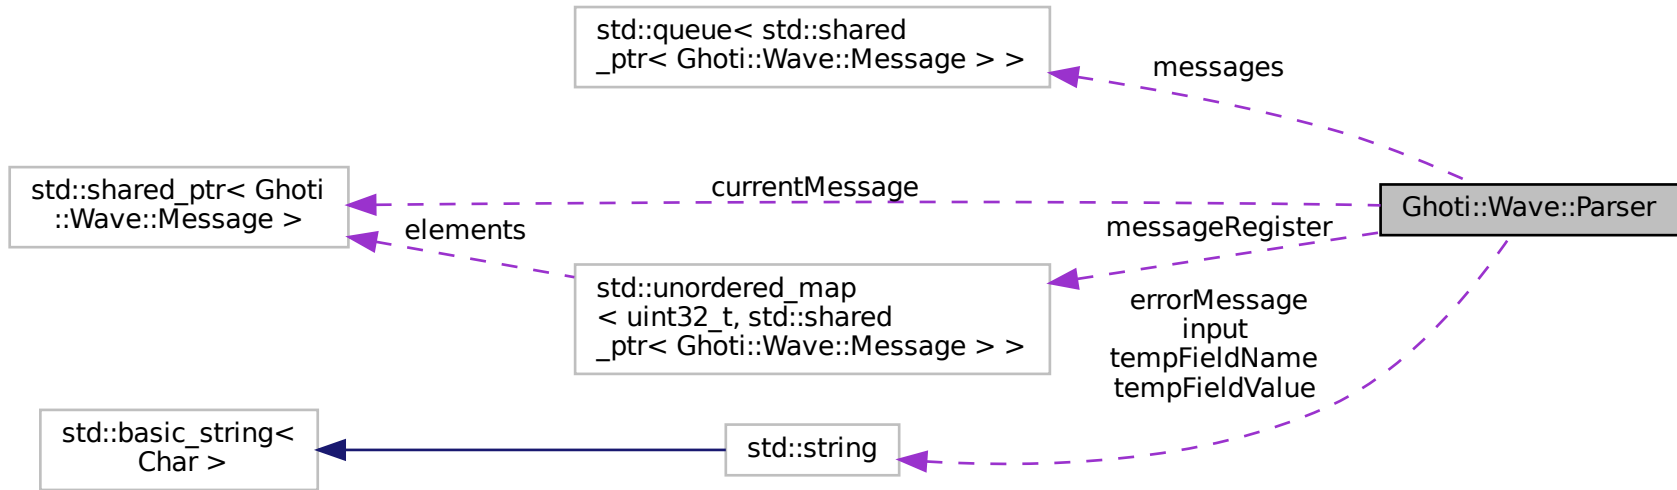 std::queue< std::shared
_ptr< Ghoti::Wave::Message > >
messages
std::shared_ptr< Ghoti
::Wave::Message >
currentMessage
Ghoti::Wave::Parser
elements
messageRegister
std::unordered_map
< uint32_t, std::shared
_ptr< Ghoti::Wave::Message > >
errorMessage
input
tempFieldName
tempFieldValue
std::basic_string<
Char >
std::string